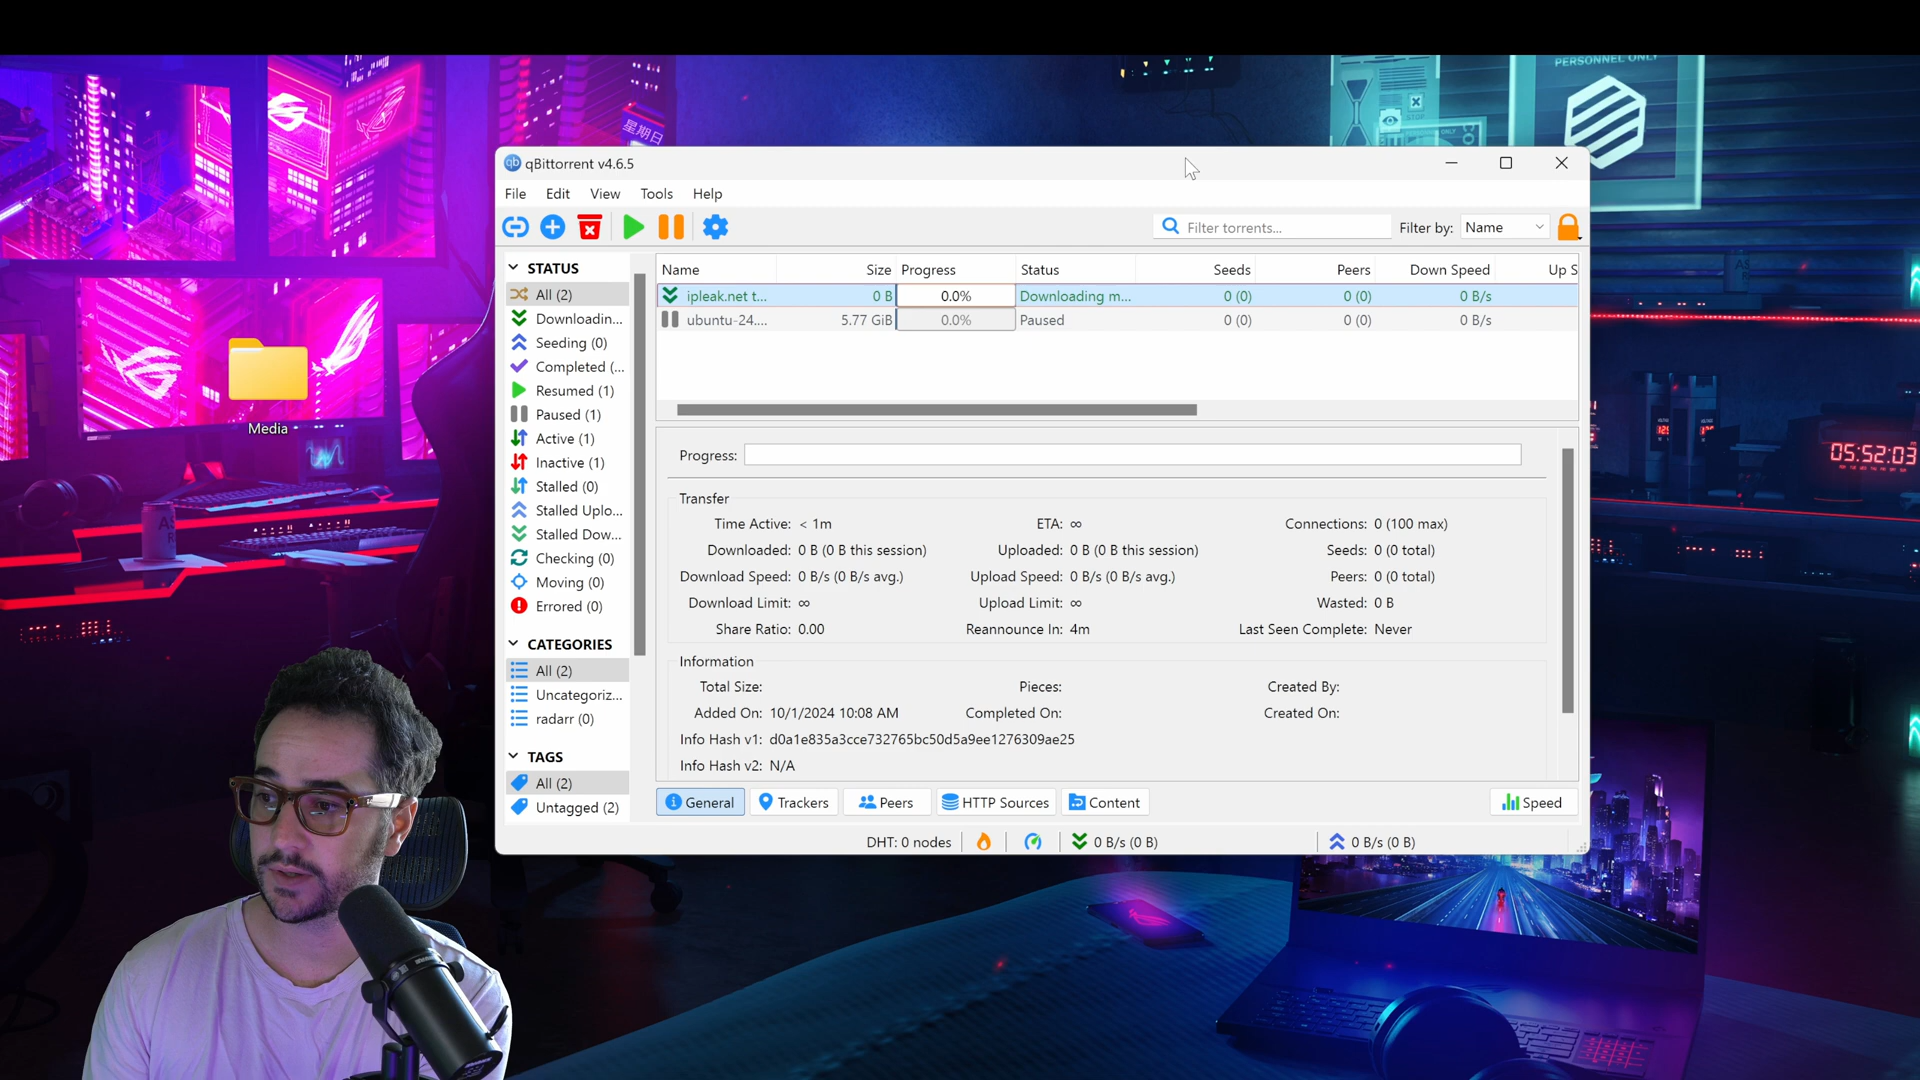 PERSONNEL ONLY
星期日
qBittorrent v4.6.5
File Edit View Tools Help
Filter torrents... Filter by: Name
STATUS
All (2)
Downloadin...
Seeding (0)
Completed (...
Resumed (1)
Paused (1)
Active (1)
Inactive (1)
Stalled (0)
Stalled Uplo...
Stalled Dow...
Checking (0)
Moving (0)
Errored (0)
CATEGORIES
All (2)
Uncategoriz...
radarr (0)
TAGS
All (2)
Untagged (2)
Name Size Progress Status Seeds Peers Down Speed Up S
ipleak.net t... 0 B 0.0% Downloading m... 0 (0) 0 (0) 0 B/s
ubuntu-24.... 5.77 GiB 0.0% Paused 0 (0) 0 (0) 0 B/s
Progress:
Transfer
Time Active: < 1m ETA: ∞ Connections: 0 (100 max)
Downloaded: 0 B (0 B this session) Uploaded: 0 B (0 B this session) Seeds: 0 (0 total)
Download Speed: 0 B/s (0 B/s avg.) Upload Speed: 0 B/s (0 B/s avg.) Peers: 0 (0 total)
Download Limit: ∞ Upload Limit: ∞ Wasted: 0 B
Share Ratio: 0.00 Reannounce In: 4m Last Seen Complete: Never
Information
Total Size: Pieces: Created By:
Added On: 10/1/2024 10:08 AM Completed On: Created On:
Info Hash v1: d0a1e835a3cce732765bc50d5a9ee1276309ae25
Info Hash v2: N/A
General Trackers Peers HTTP Sources Content Speed
DHT: 0 nodes 0 B/s (0 B) 0 B/s (0 B)
Media
05:52:03